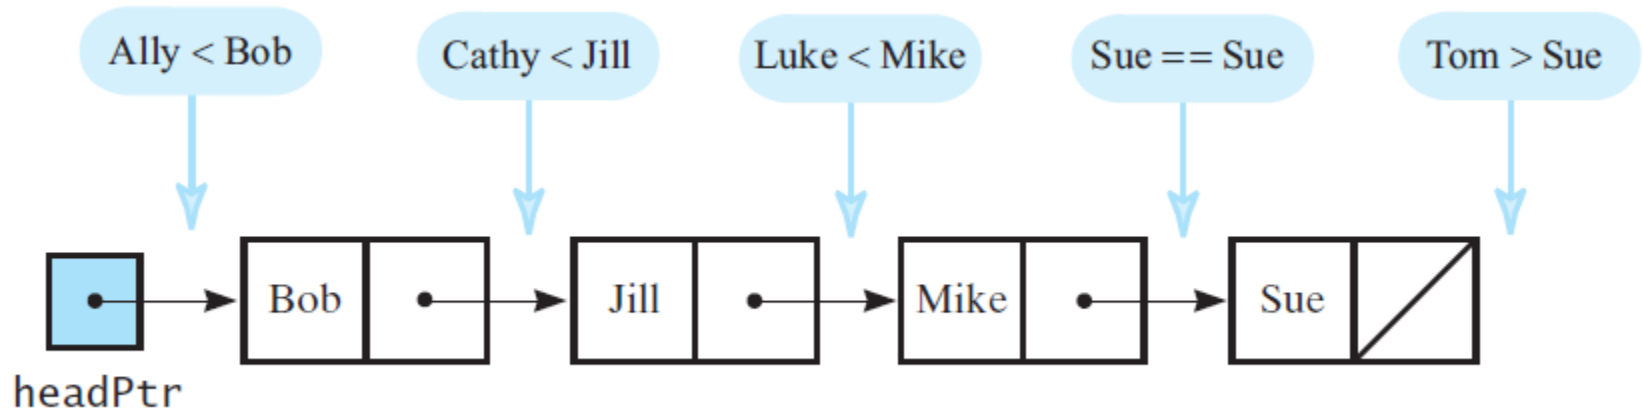 Ally < Bob
Cathy < Jill
Luke < Mike
Sue == Sue
Tom > Sue
Bob
Jill
Mike
Sue
headPtr